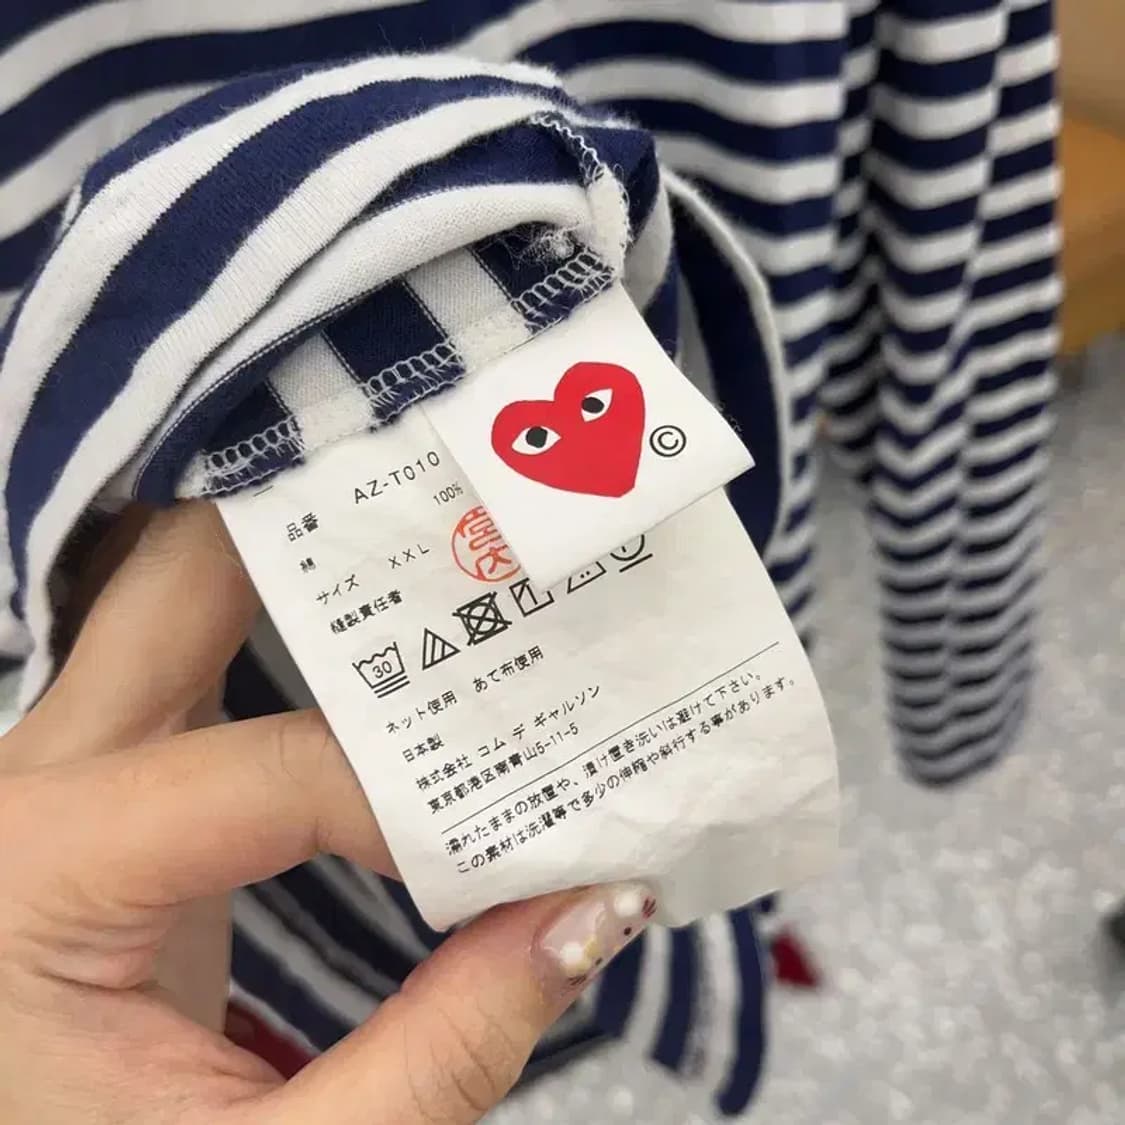 品番 AZ-T010
綿 100%
サイズ XXL
縫製責任者 宮内
30
ネット使用 あて布使用
日本製
株式会社 コム デ ギャルソン
東京都港区南青山5-11-5
濡れたままの放置や、漬け置き洗いは避けて下さい。
この素材は洗濯等で多少の伸縮や斜行する事があります。
©